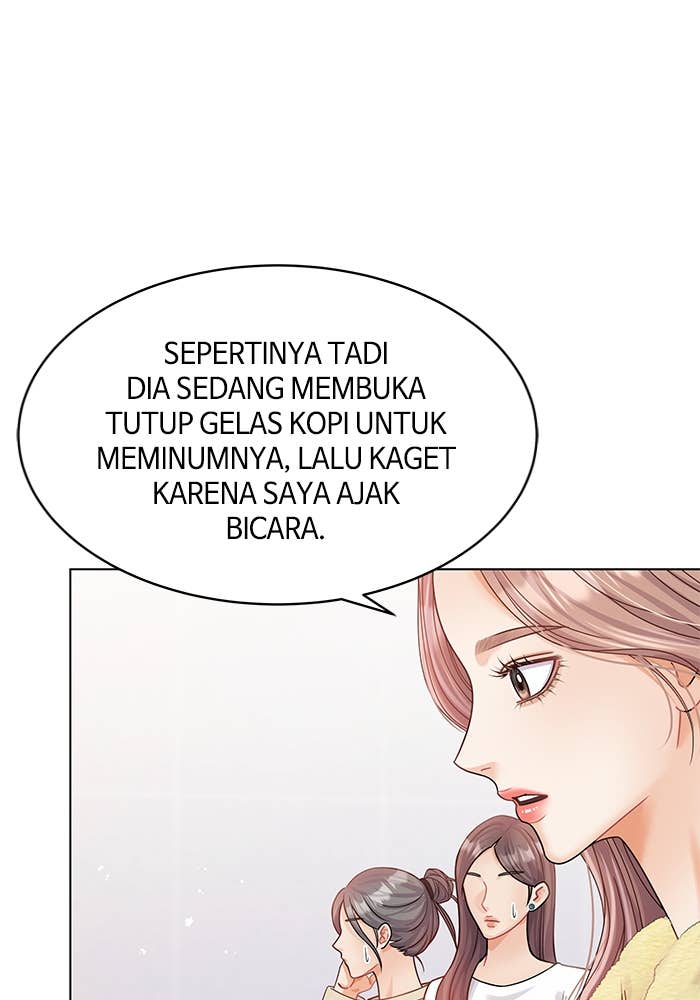 SEPERTINYA TADI
DIA SEDANG MEMBUKA
TUTUP GELAS KOPI UNTUK
MEMINUMNYA, LALU KAGET
KARENA SAYA AJAK
BICARA.